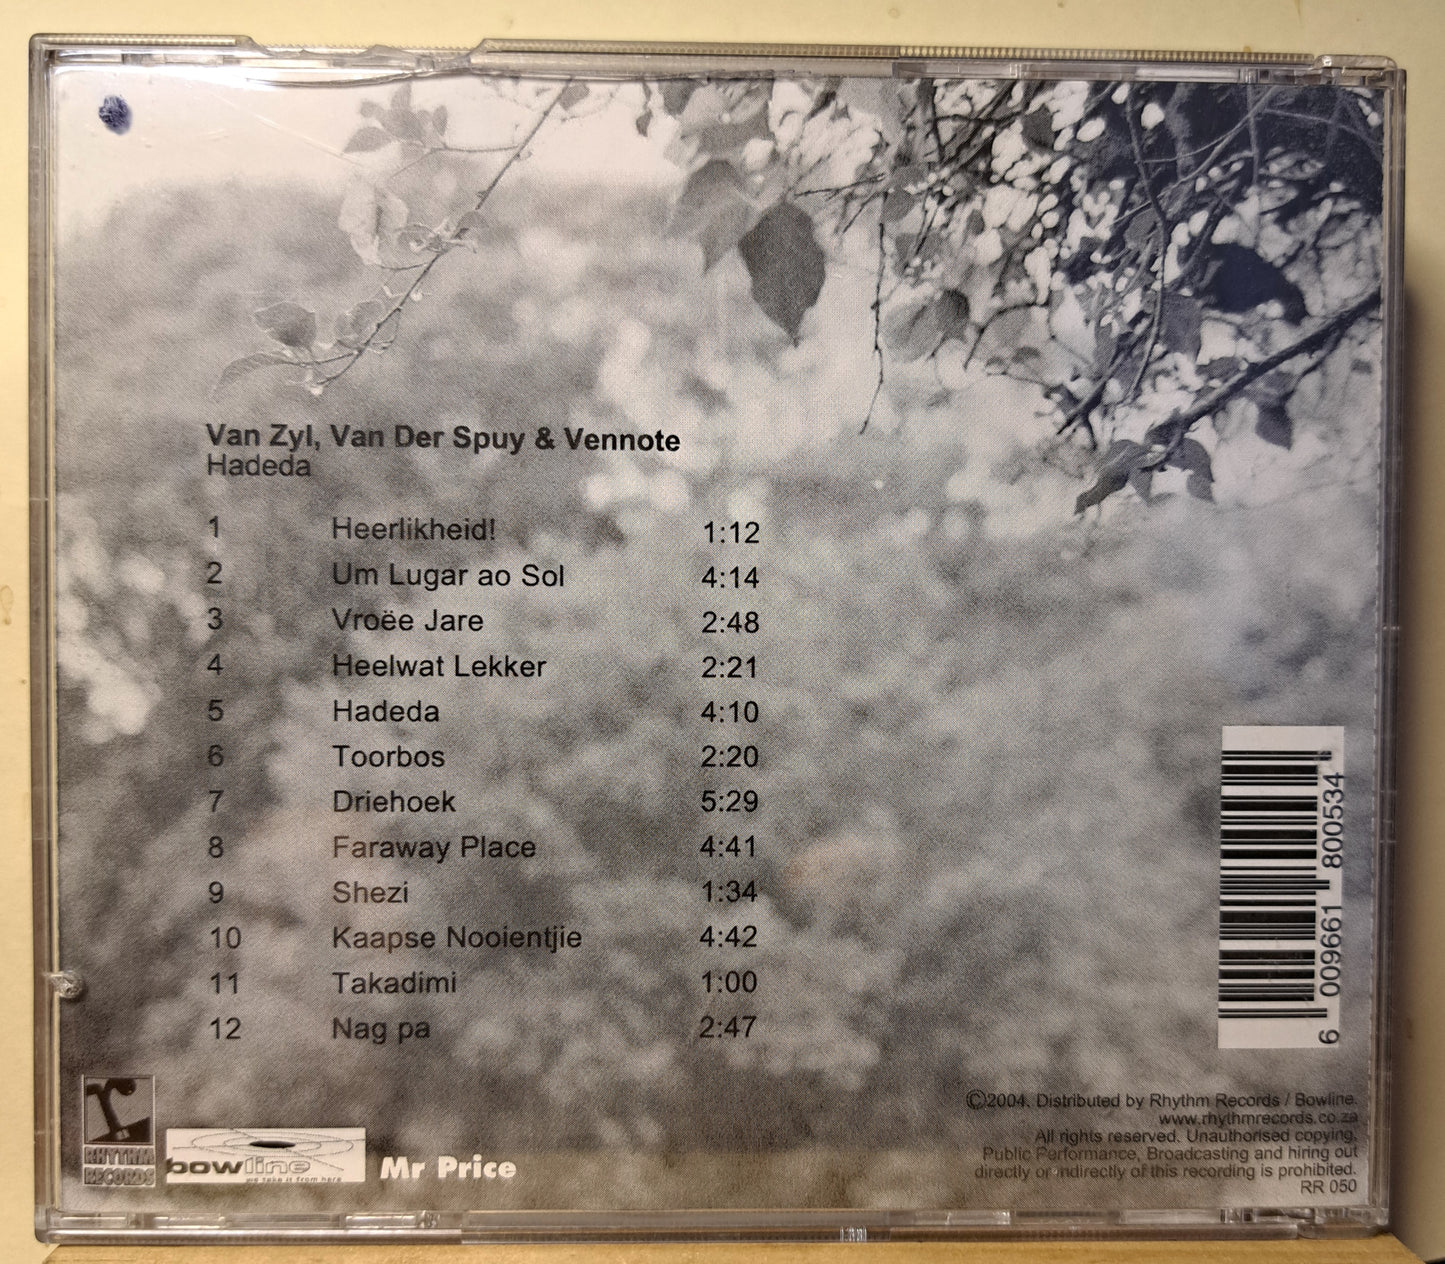 Van Zyl, Van Der Spuy & Vennote
Hadeda
1 Heerlikheid! 1:12
2 Um Lugar ao Sol 4:14
3 Vroëe Jare 2:48
4 Heelwat Lekker 2:21
5 Hadeda 4:10
6 Toorbos 2:20
7 Driehoek 5:29
8 Faraway Place 4:41
9 Shezi 1:34
10 Kaapse Nooientjie 4:42
11 Takadimi 1:00
12 Nag pa 2:47
6 009661 800534
r
RHYTHM
RECORDS
bowline
we take it from here
Mr Price
©2004. Distributed by Rhythm Records / Bowline.
www.rhythmrecords.co.za
All rights reserved. Unauthorised copying,
Public Performance, Broadcasting and hiring out
directly or indirectly of this recording is prohibited.
RR 050